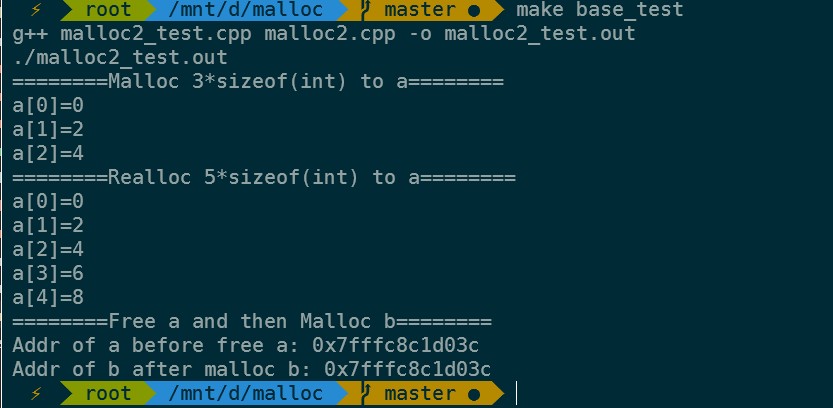 ⚡ root /mnt/d/malloc master ● make base_test
g++ malloc2_test.cpp malloc2.cpp -o malloc2_test.out
./malloc2_test.out
========Malloc 3*sizeof(int) to a========
a[0]=0
a[1]=2
a[2]=4
========Realloc 5*sizeof(int) to a========
a[0]=0
a[1]=2
a[2]=4
a[3]=6
a[4]=8
========Free a and then Malloc b========
Addr of a before free a: 0x7fffc8c1d03c
Addr of b after malloc b: 0x7fffc8c1d03c
⚡ root /mnt/d/malloc master ●